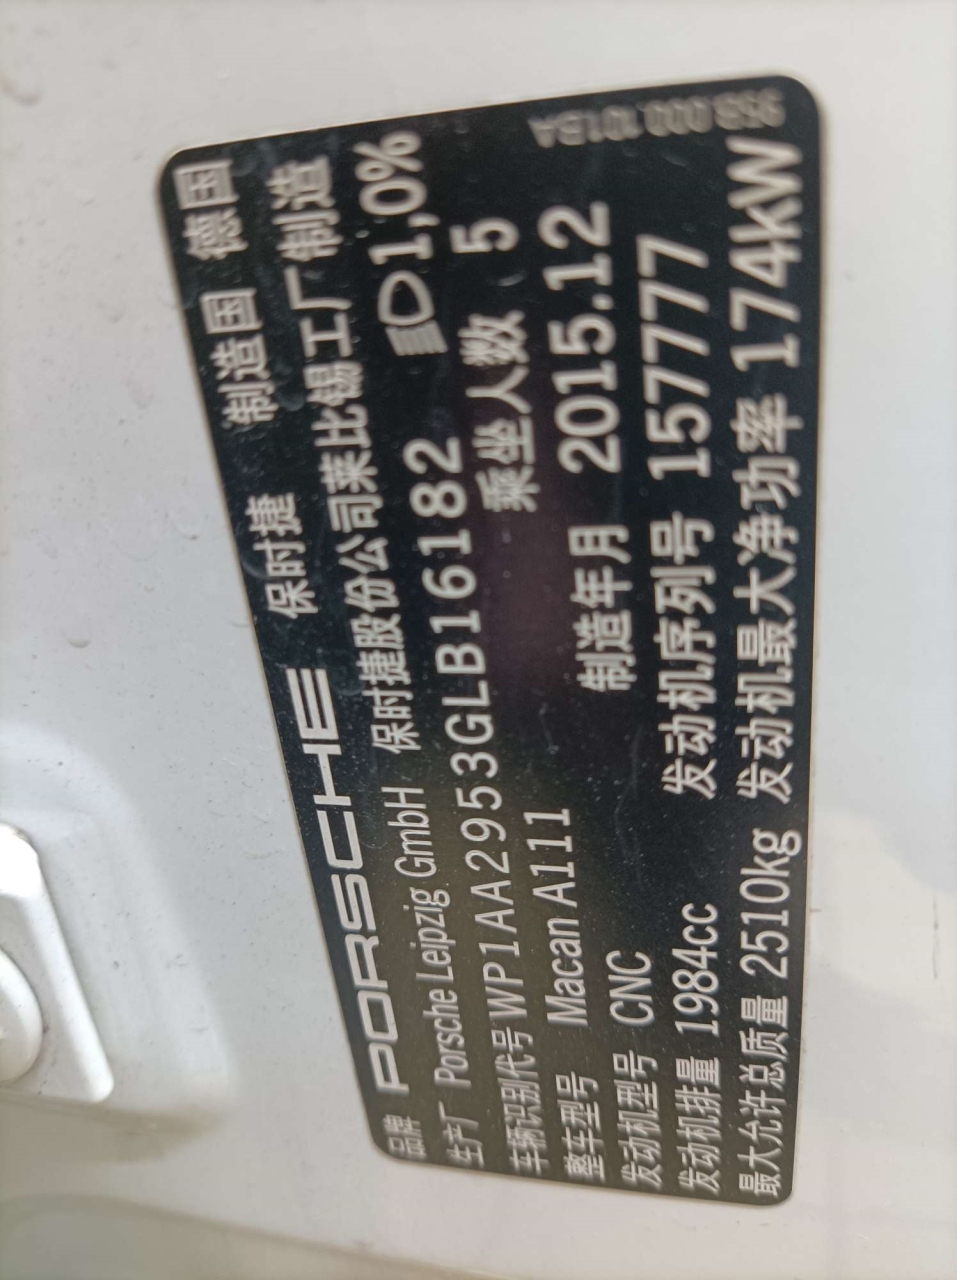 品牌 PORSCHE 保时捷 制造国 德国
生产厂 Porsche Leipzig GmbH 保时捷股份公司莱比锡工厂制造
车辆识别代号 WP1AA2953GLB16182 1,0%
整车型号 Macan A111 乘坐人数 5
发动机型号 CNC 制造年月 2015.12
发动机排量 1984cc 发动机序列号 157777
最大允许总质量 2510kg 发动机最大净功率 174kW
95B.000.101.BA